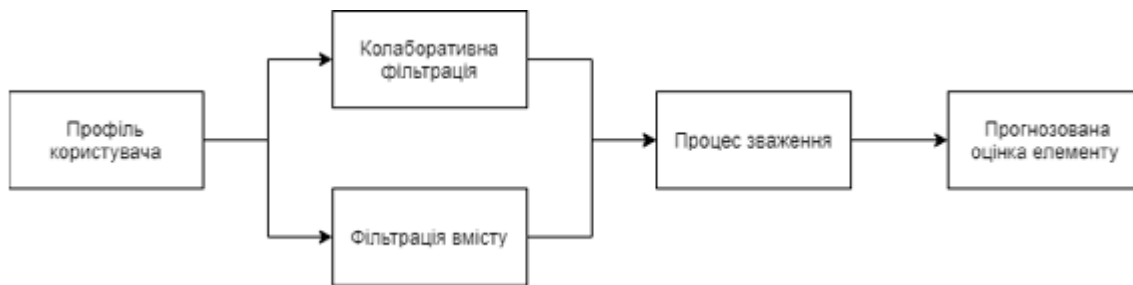 Профіль
користувача
Колаборативна
фільтрація
Фільтрація вмісту
Процес зваження
Прогнозована
оцінка елементу